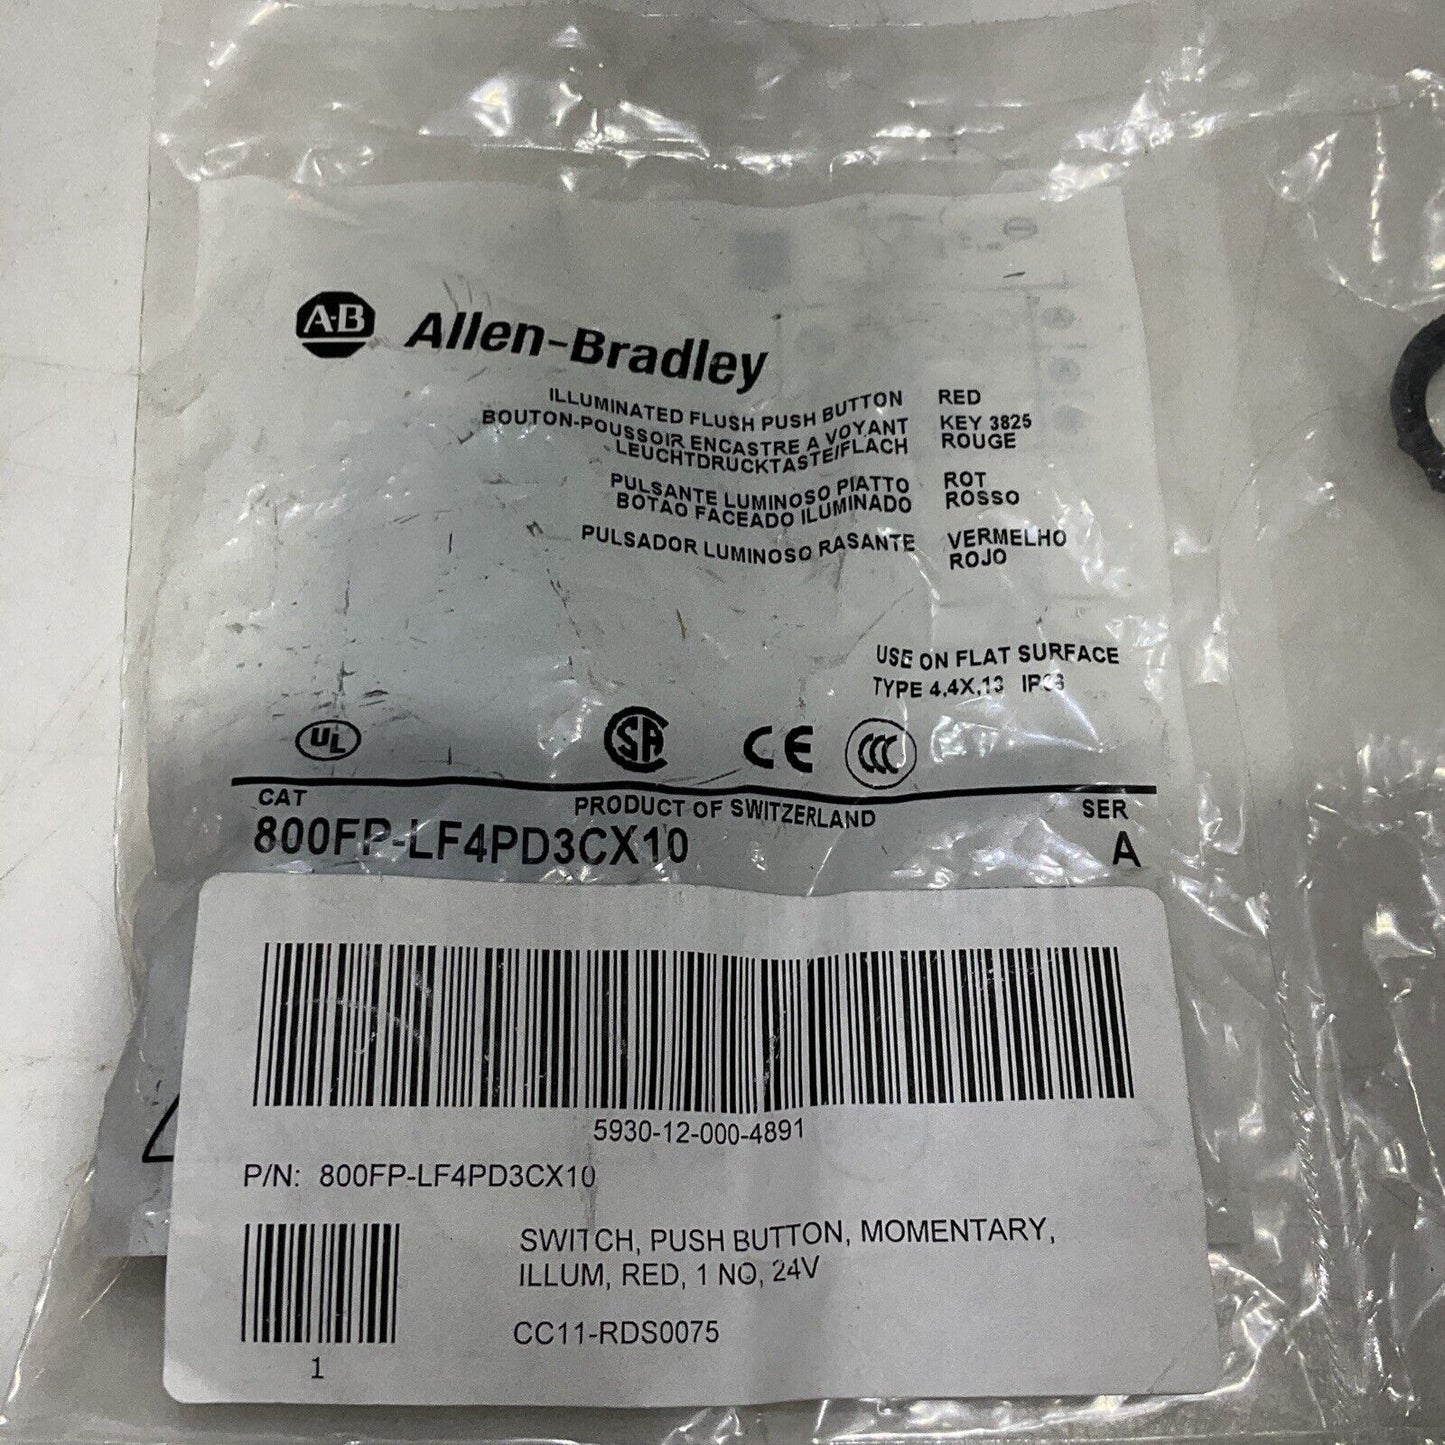 A-B Allen-Bradley
ILLUMINATED FLUSH PUSH BUTTON RED
BOUTON-POUSSOIR ENCASTRE A VOYANT KEY 3825
LEUCHTDRUCKTASTE/FLACH ROUGE
PULSANTE LUMINOSO PIATTO ROT
BOTAO FACEADO ILUMINADO ROSSO
PULSADOR LUMINOSO RASANTE VERMELHO
ROJO
USE ON FLAT SURFACE
TYPE 4,4X,13
UL SA CE CCC
CAT PRODUCT OF SWITZERLAND SER
800FP-LF4PD3CX10 A
5930-12-000-4891
P/N: 800FP-LF4PD3CX10
SWITCH, PUSH BUTTON, MOMENTARY,
ILLUM, RED, 1 NO, 24V
CC11-RDS0075
1